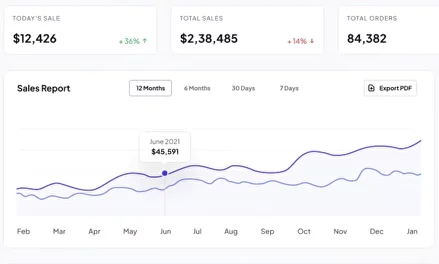 TODAY'S SALE
$12,426
+ 36% ↑
TOTAL SALES
$2,38,485
+ 14% ↓
TOTAL ORDERS
84,382
Sales Report
12 Months
6 Months
30 Days
7 Days
Export PDF
June 2021
$45,591
Feb Mar Apr May Jun Jul Aug Sep Oct Nov Dec Jan